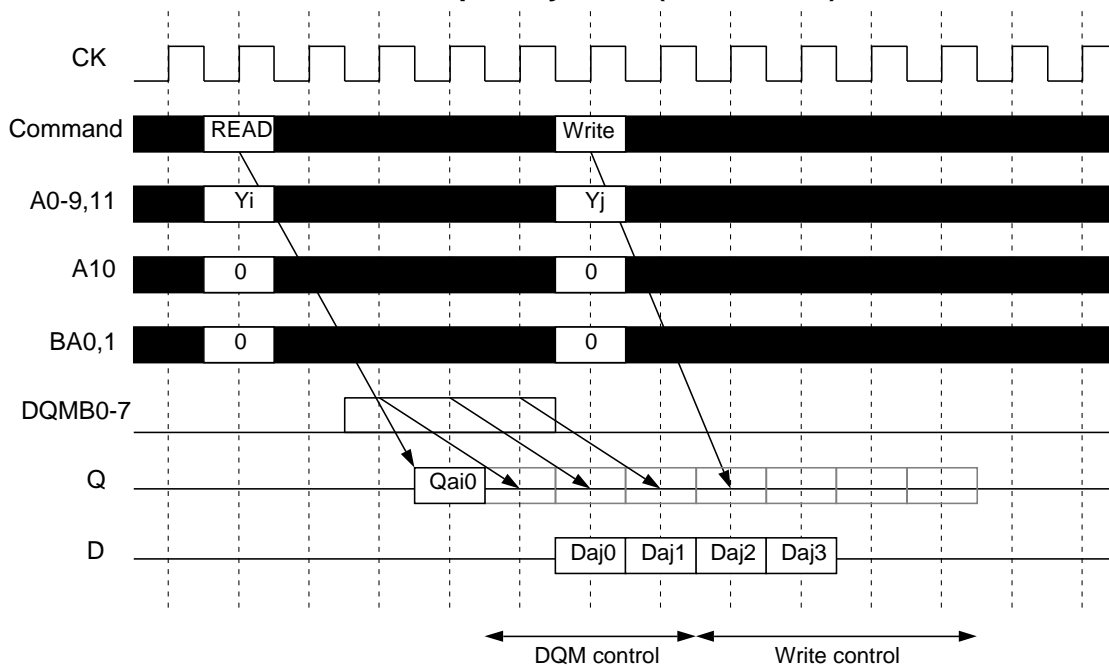 CK
Command READ Write
A0-9,11 Yi Yj
A10 0 0
BA0,1 0 0
DQMB0-7
Q Qai0
D Daj0 Daj1 Daj2 Daj3
DQM control Write control